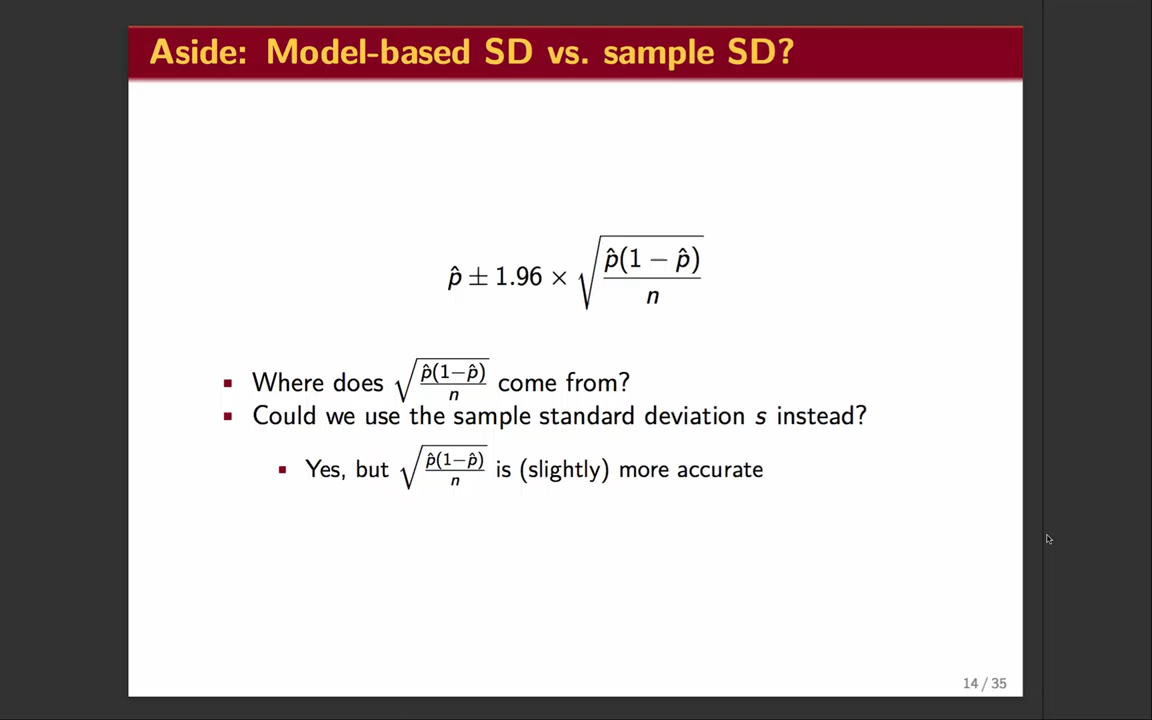 Aside: Model-based SD vs. sample SD?
p̂ ± 1.96 × √(p̂(1 − p̂)/n)
▪ Where does √(p̂(1−p̂)/n) come from?
▪ Could we use the sample standard deviation s instead?
▪ Yes, but √(p̂(1−p̂)/n) is (slightly) more accurate
14 / 35